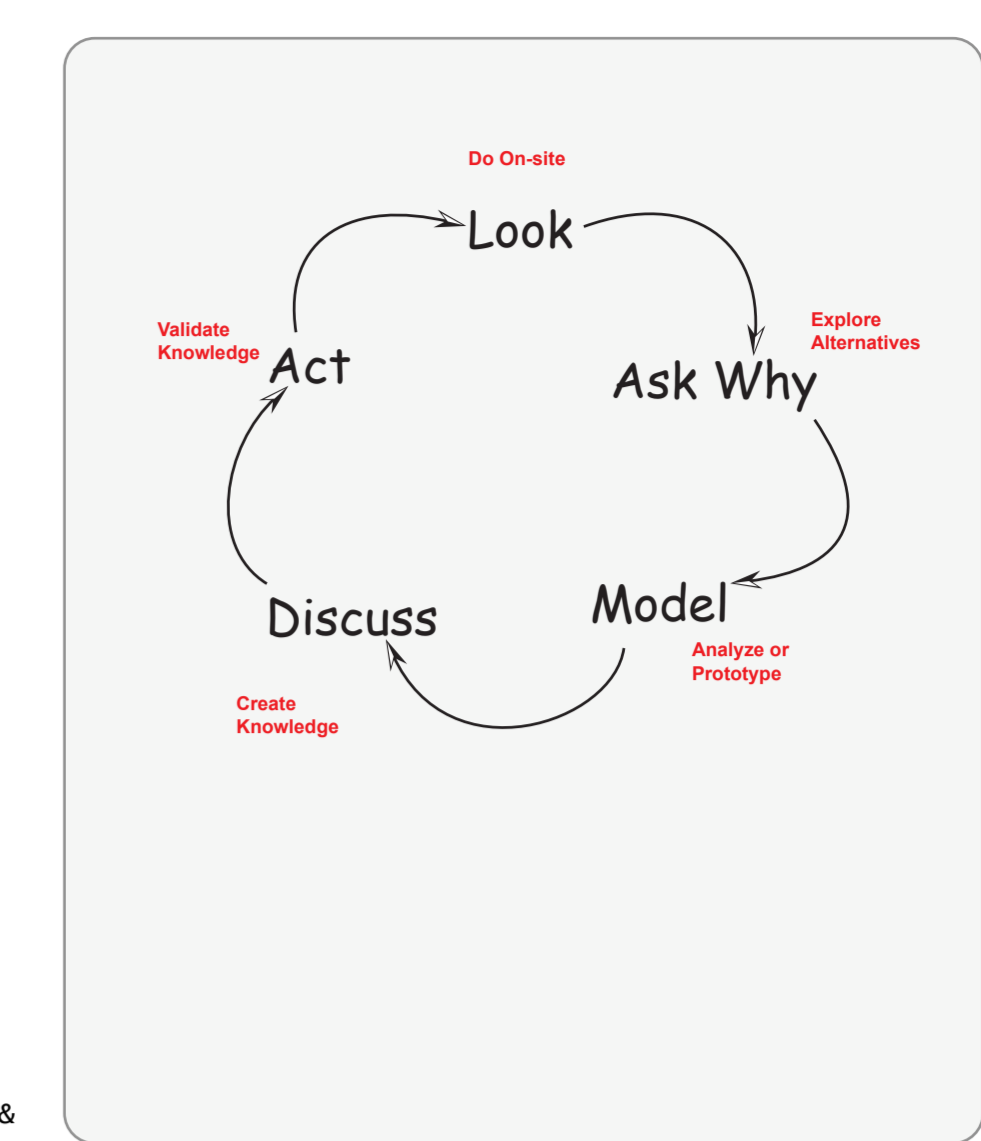 Do On-site
Look
Explore
Alternatives
Ask Why
Model
Analyze or
Prototype
Discuss
Create
Knowledge
Validate
Knowledge
Act
&